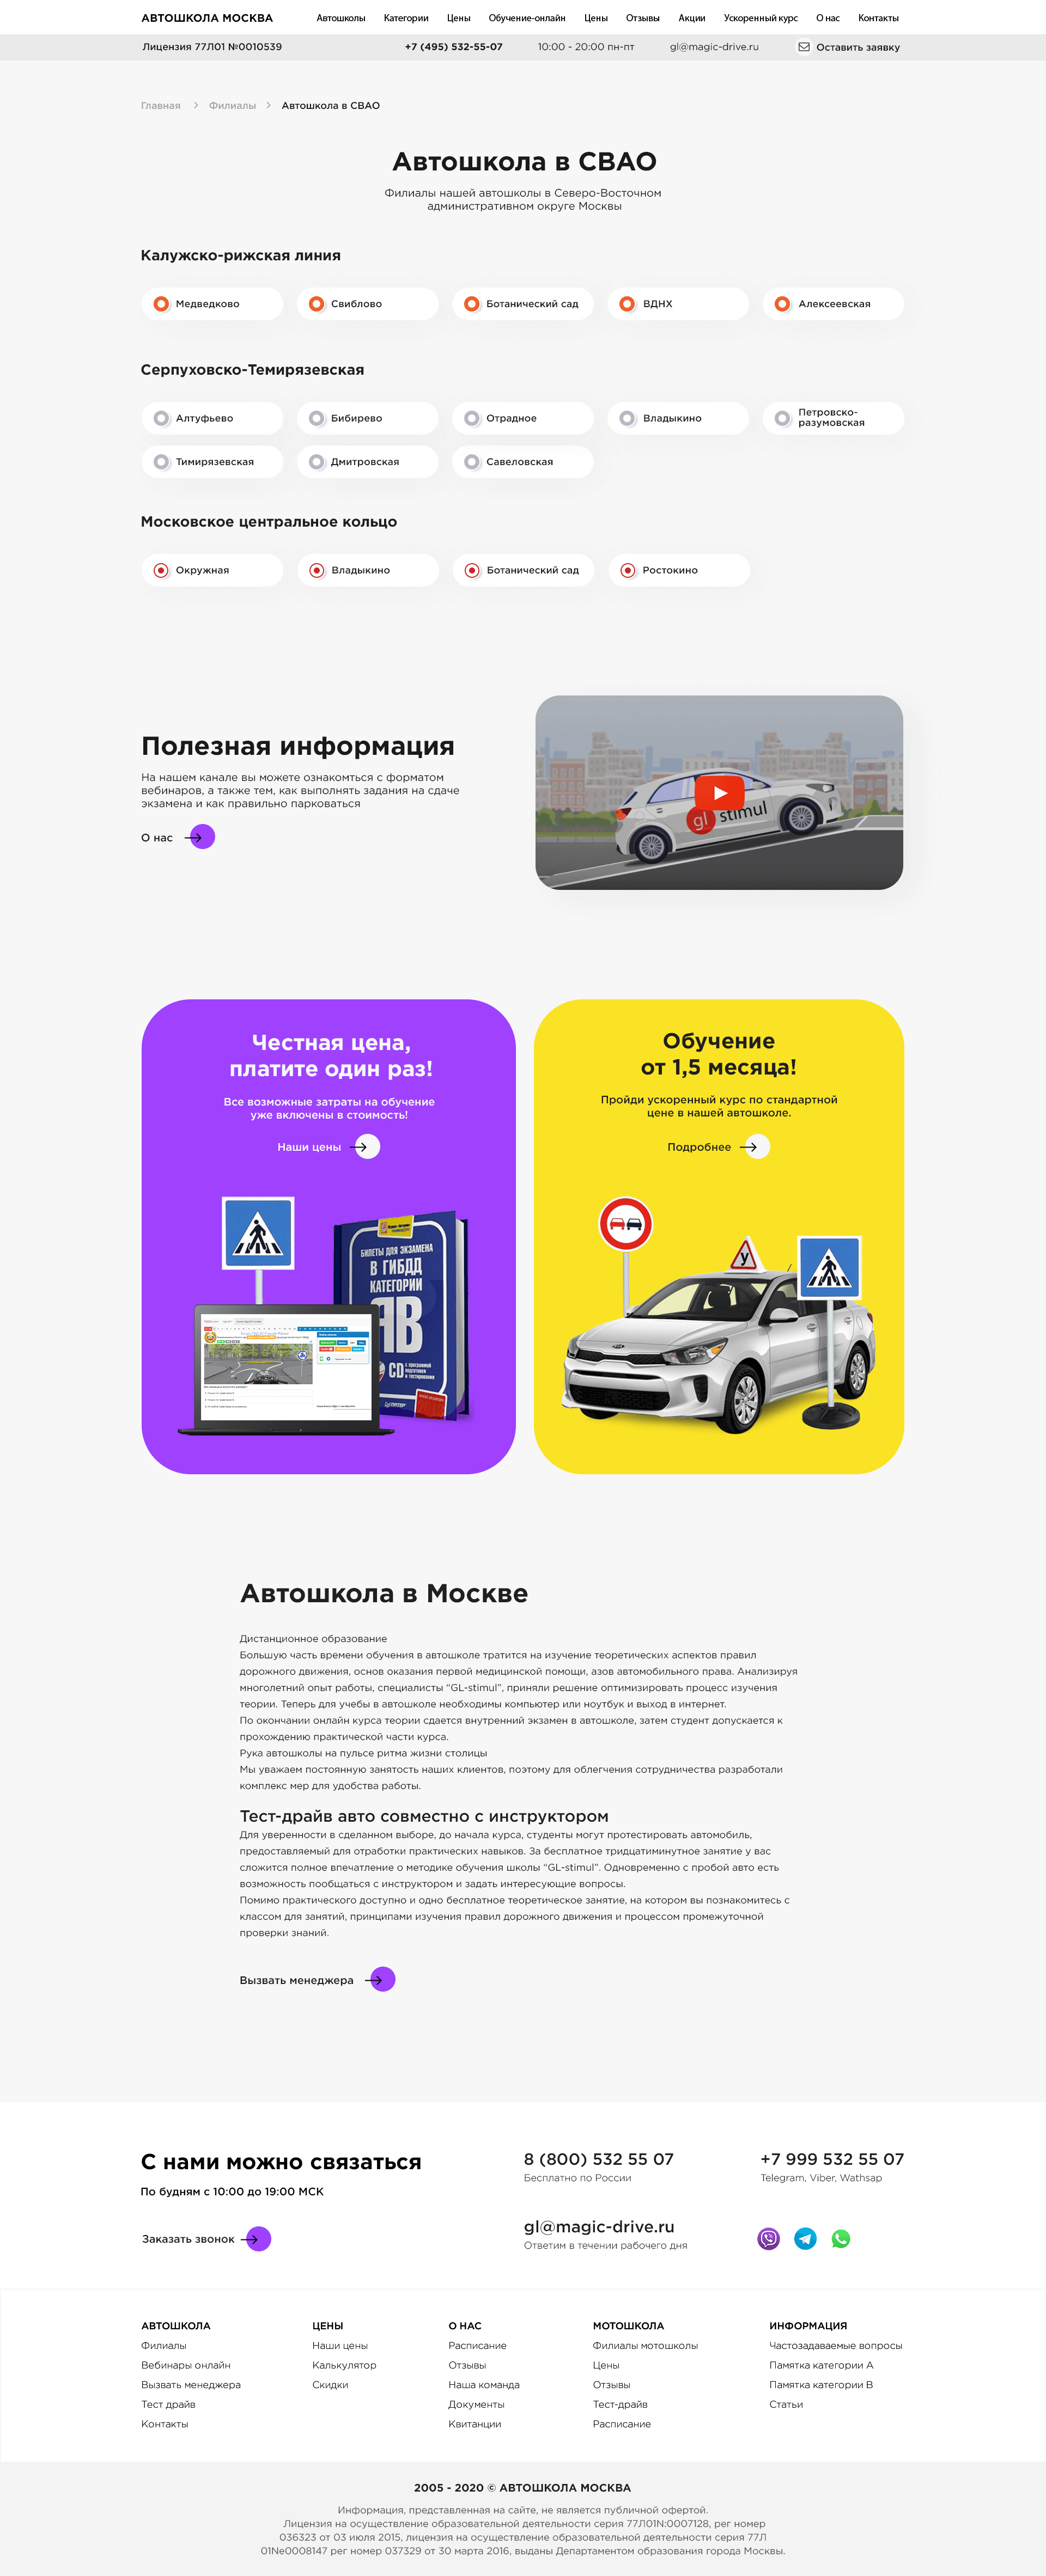 АВТОШКОЛА МОСКВА
Автошколы Категории Цены Обучение-онлайн Цены Отзывы Акции Ускоренный курс О нас Контакты
Лицензия 77Л01 №0010539 +7 (495) 532-55-07 10:00 - 20:00 пн-пт gl@magic-drive.ru Оставить заявку
Главная > Филиалы > Автошкола в СВАО
Автошкола в СВАО
Филиалы нашей автошколы в Северо-Восточном
административном округе Москвы
Калужско-рижская линия
Медведково Свиблово Ботанический сад ВДНХ Алексеевская
Серпуховско-Темирязевская
Алтуфьево Бибирево Отрадное Владыкино Петровско-
разумовская
Тимирязевская Дмитровская Савеловская
Московское центральное кольцо
Окружная Владыкино Ботанический сад Ростокино
Полезная информация
На нашем канале вы можете ознакомться с форматом
вебинаров, а также тем, как выполнять задания на сдаче
экзамена и как правильно парковаться
О нас
gl stimul
Честная цена,
платите один раз!
Все возможные затраты на обучение
уже включены в стоимость!
Наши цены
БИЛЕТЫ ДЛЯ ЭКЗАМЕНА
В ГИБДД
КАТЕГОРИИ
АВ
CD
Обучение
от 1,5 месяца!
Пройди ускоренный курс по стандартной
цене в нашей автошколе.
Подробнее
У
Автошкола в Москве
Дистанционное образование
Большую часть времени обучения в автошколе тратится на изучение теоретических аспектов правил
дорожного движения, основ оказания первой медицинской помощи, азов автомобильного права. Анализируя
многолетний опыт работы, специалисты “GL-stimul”, приняли решение оптимизировать процесс изучения
теории. Теперь для учебы в автошколе необходимы компьютер или ноутбук и выход в интернет.
По окончании онлайн курса теории сдается внутренний экзамен в автошколе, затем студент допускается к
прохождению практической части курса.
Рука автошколы на пульсе ритма жизни столицы
Мы уважаем постоянную занятость наших клиентов, поэтому для облегчения сотрудничества разработали
комплекс мер для удобства работы.
Тест-драйв авто совместно с инструктором
Для уверенности в сделанном выборе, до начала курса, студенты могут протестировать автомобиль,
предоставляемый для отработки практических навыков. За бесплатное тридцатиминутное занятие у вас
сложится полное впечатление о методике обучения школы “GL-stimul”. Одновременно с пробой авто есть
возможность пообщаться с инструктором и задать интересующие вопросы.
Помимо практического доступно и одно бесплатное теоретическое занятие, на котором вы познакомитесь с
классом для занятий, принципами изучения правил дорожного движения и процессом промежуточной
проверки знаний.
Вызвать менеджера
С нами можно связаться
По будням с 10:00 до 19:00 МСК
Заказать звонок
8 (800) 532 55 07
Бесплатно по России
+7 999 532 55 07
Telegram, Viber, Wathsap
gl@magic-drive.ru
Ответим в течении рабочего дня
АВТОШКОЛА
Филиалы
Вебинары онлайн
Вызвать менеджера
Тест драйв
Контакты
ЦЕНЫ
Наши цены
Калькулятор
Скидки
О НАС
Расписание
Отзывы
Наша команда
Документы
Квитанции
МОТОШКОЛА
Филиалы мотошколы
Цены
Отзывы
Тест-драйв
Расписание
ИНФОРМАЦИЯ
Частозадаваемые вопросы
Памятка категории А
Памятка категории В
Статьи
2005 - 2020 © АВТОШКОЛА МОСКВА
Информация, представленная на сайте, не является публичной офертой.
Лицензия на осуществление образовательной деятельности серия 77Л01N:0007128, рег номер
036323 от 03 июля 2015, лицензия на осуществление образовательной деятельности серия 77Л
01Ne0008147 рег номер 037329 от 30 марта 2016, выданы Департаментом образования города Москвы.